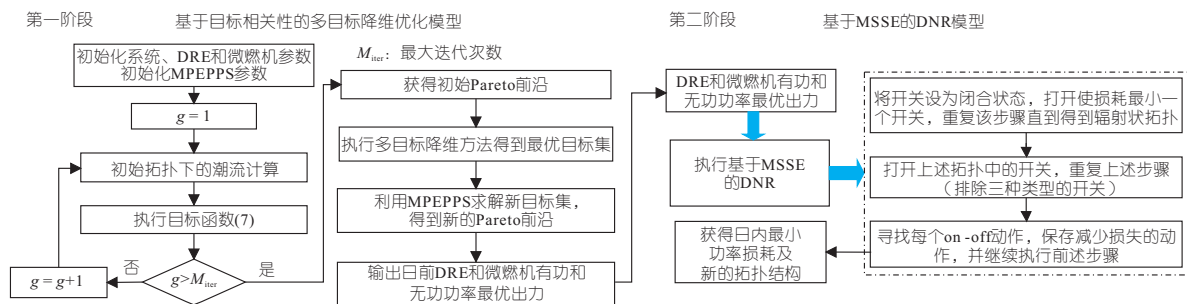 第一阶段
基于目标相关性的多目标降维优化模型
初始化系统、DRE和微燃机参数
初始化MPEPPS参数
g = 1
初始拓扑下的潮流计算
执行目标函数(7)
否
g = g+1
g>Miter
是
Miter：最大迭代次数
获得初始Pareto前沿
执行多目标降维方法得到最优目标集
利用MPEPPS求解新目标集，
得到新的Pareto前沿
输出日前DRE和微燃机有功和
无功功率最优出力
第二阶段
基于MSSE的DNR模型
DRE和微燃机有功和
无功功率最优出力
执行基于MSSE
的DNR
将开关设为闭合状态，打开使损耗最小一
个开关，重复该步骤直到得到辐射状拓扑
打开上述拓扑中的开关，重复上述步骤
（排除三种类型的开关）
寻找每个on -off动作，保存减少损失的动
作，并继续执行前述步骤
获得日内最小
功率损耗及
新的拓扑结构